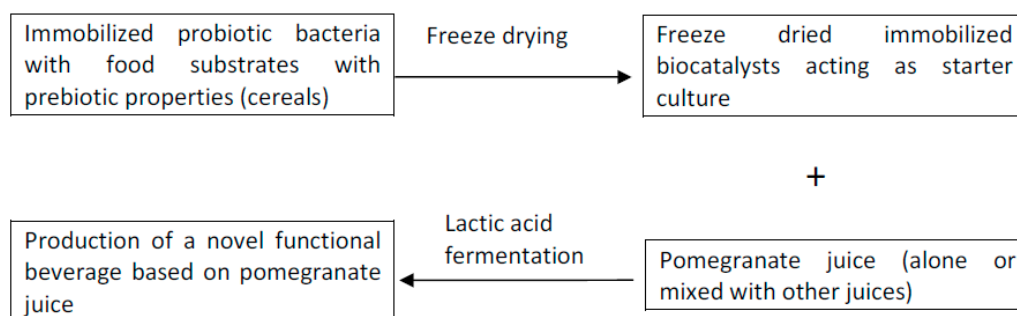 Immobilized probiotic bacteria
with food substrates with
prebiotic properties (cereals)
Freeze drying
Freeze dried immobilized
biocatalysts acting as starter
culture
+
Pomegranate juice (alone or
mixed with other juices)
Lactic acid
fermentation
Production of a novel functional
beverage based on pomegranate
juice